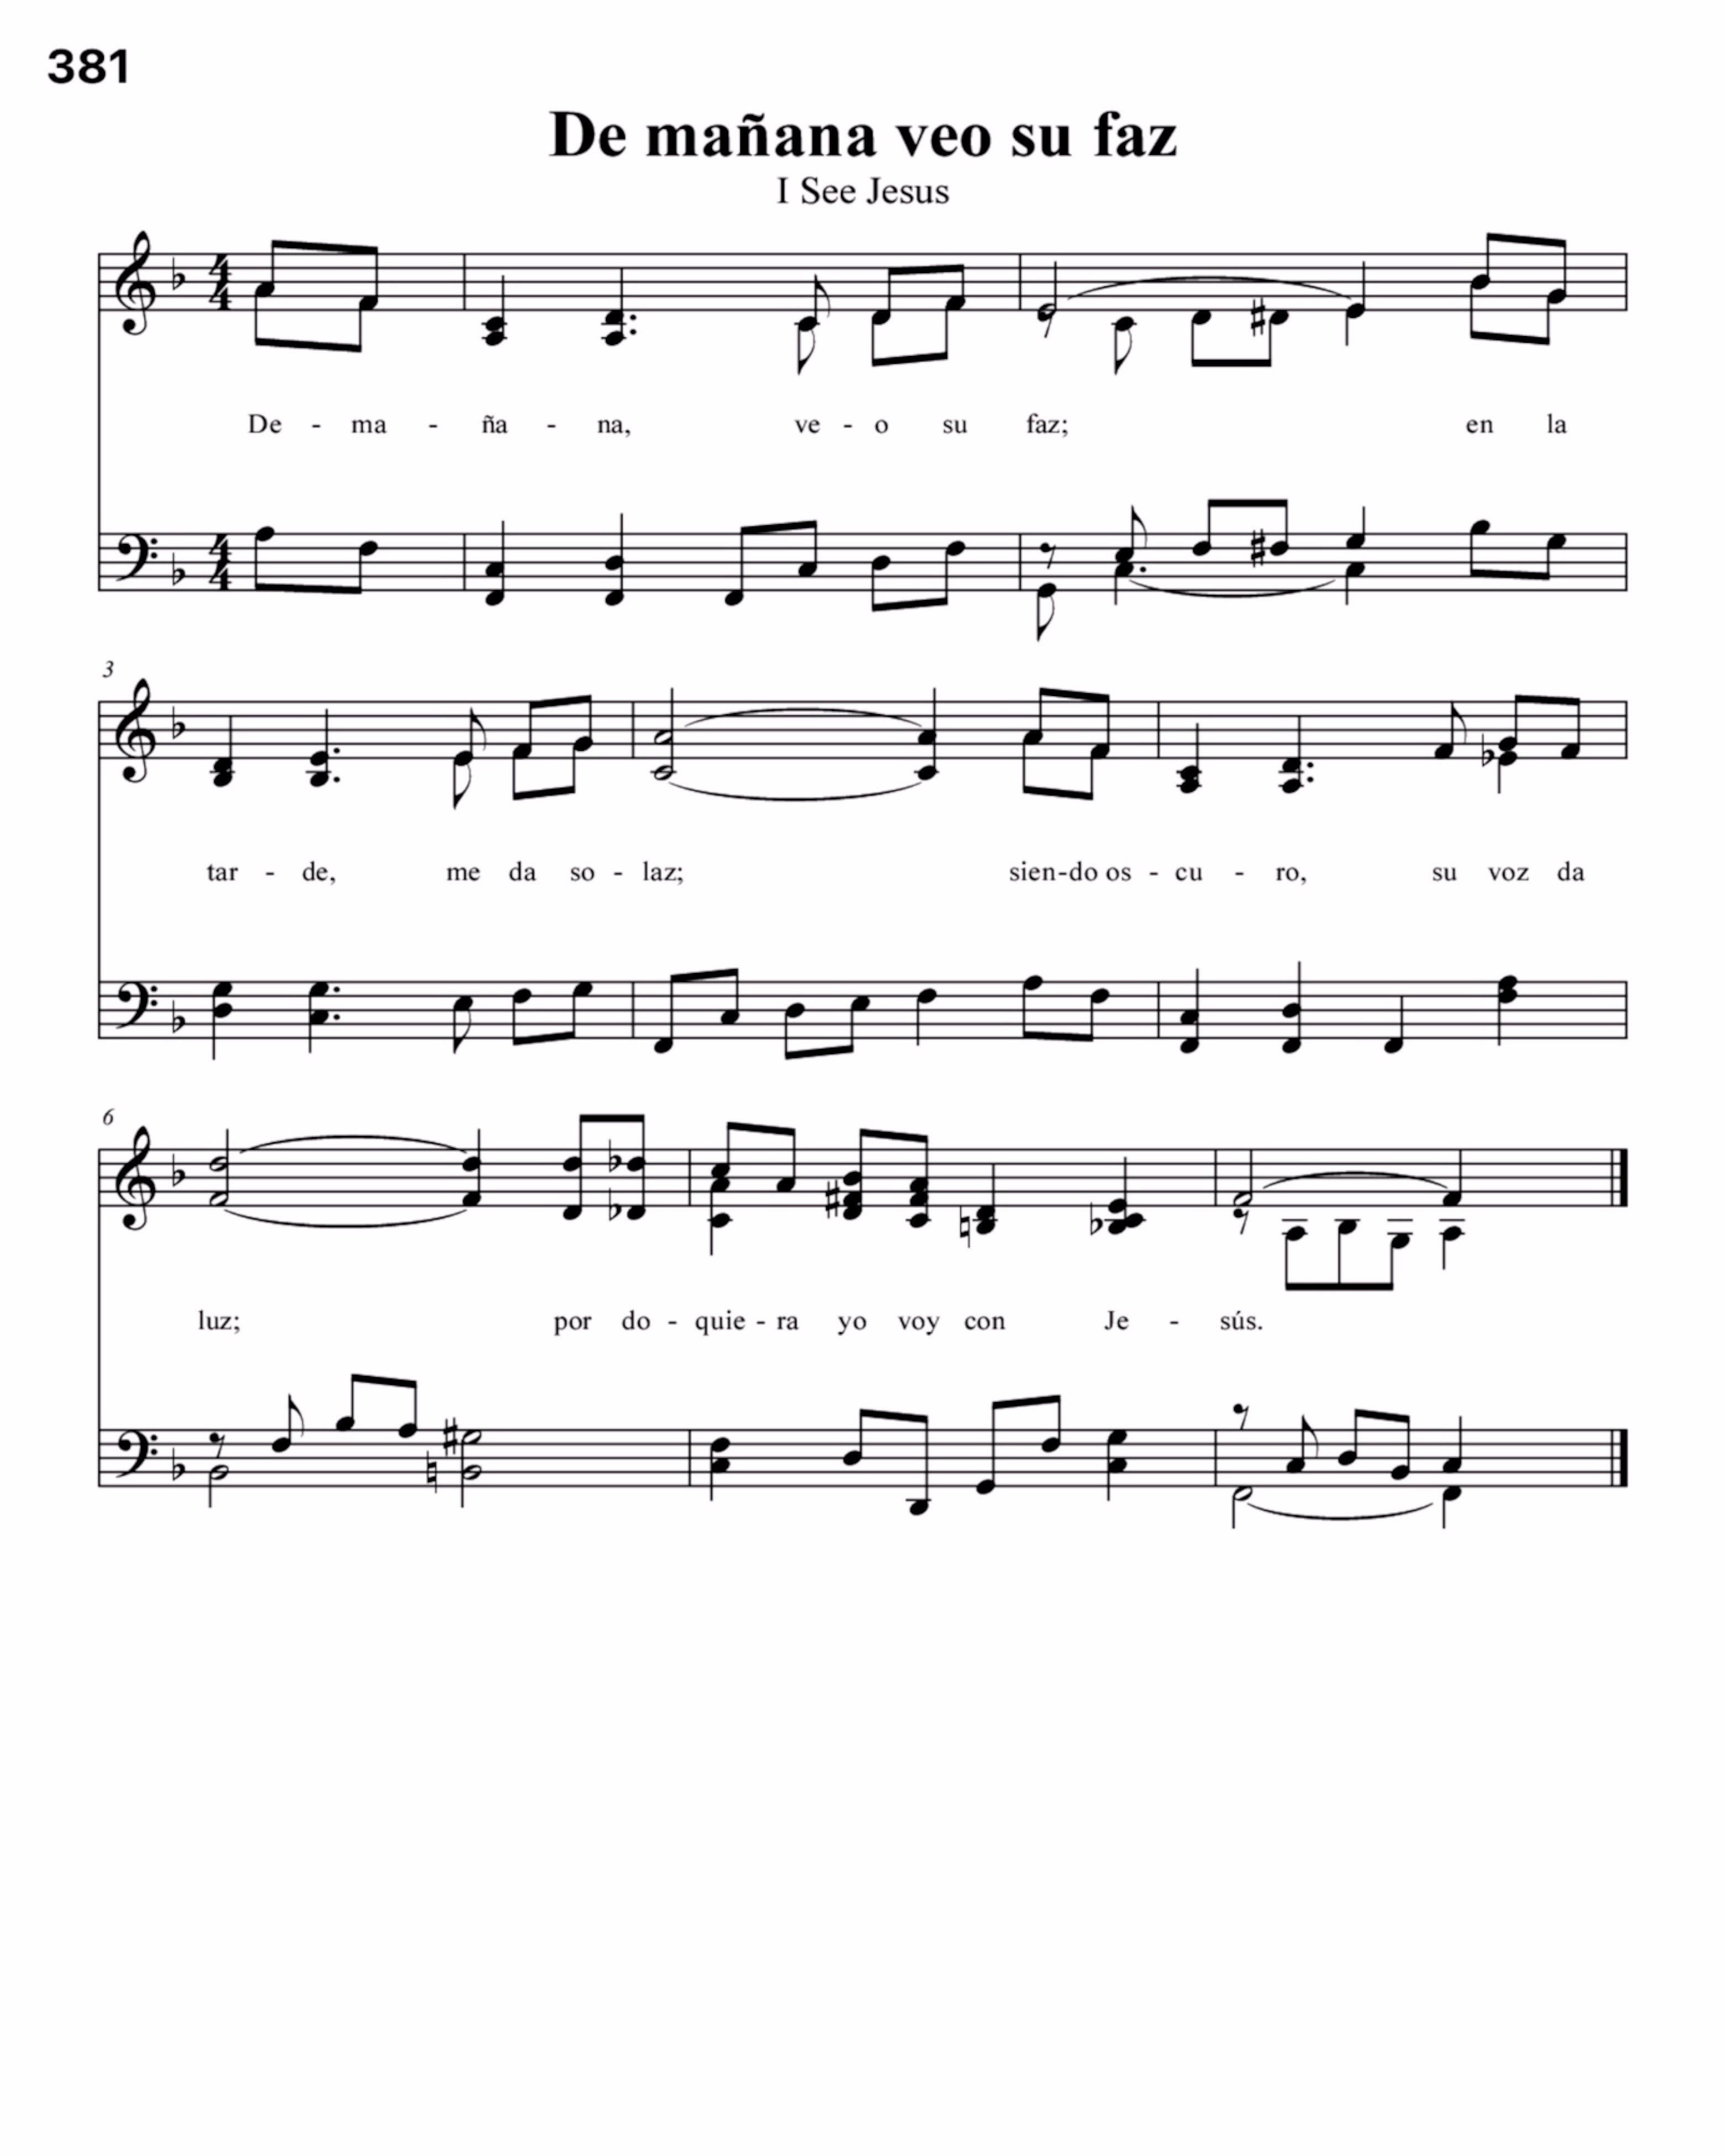 381
De mañana veo su faz
I See Jesus
4/4
De - ma - ña - na, ve - o su faz; en la
4/4
3
tar - de, me da so - laz; sien-do os - cu - ro, su voz da
6
luz; por do - quie - ra yo voy con Je - sús.